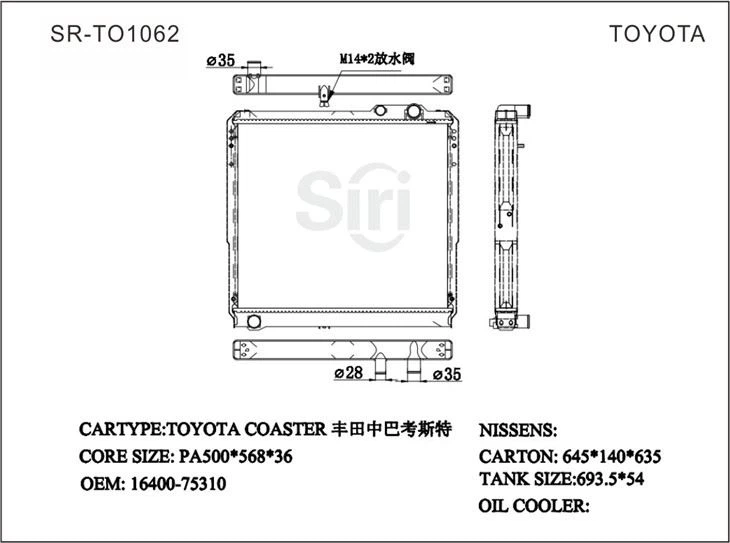 SR-TO1062
TOYOTA
⌀35
M14*2放水阀
Siri
⌀28
⌀35
CARTYPE:TOYOTA COASTER 丰田中巴考斯特
CORE SIZE: PA500*568*36
OEM: 16400-75310
NISSENS:
CARTON: 645*140*635
TANK SIZE:693.5*54
OIL COOLER: